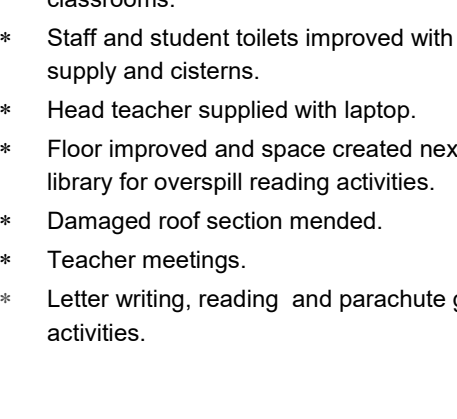 classrooms.
* Staff and student toilets improved with
supply and cisterns.
* Head teacher supplied with laptop.
* Floor improved and space created nex
library for overspill reading activities.
* Damaged roof section mended.
* Teacher meetings.
* Letter writing, reading  and parachute g
activities.